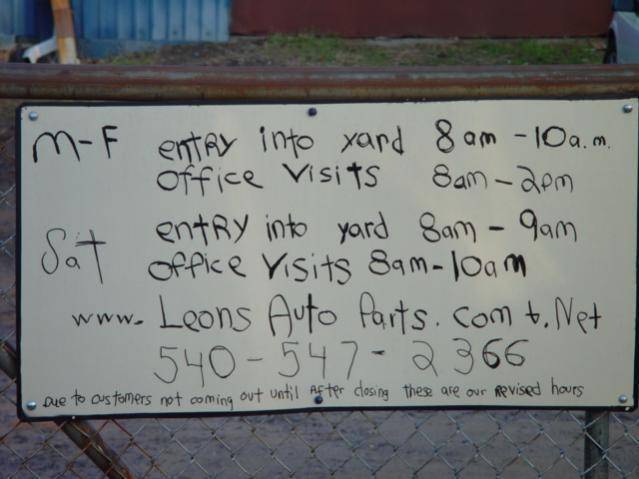 M-F entRy into yard 8am - 10a.m.
office Visits 8am - 2pm
Sat entRy into yard 8am - 9am
office Visits 8am - 10am
www. Leons Auto Parts. com &. Net
540 - 547 - 2366
Due to customers not coming out until After closing these are our Revised hours